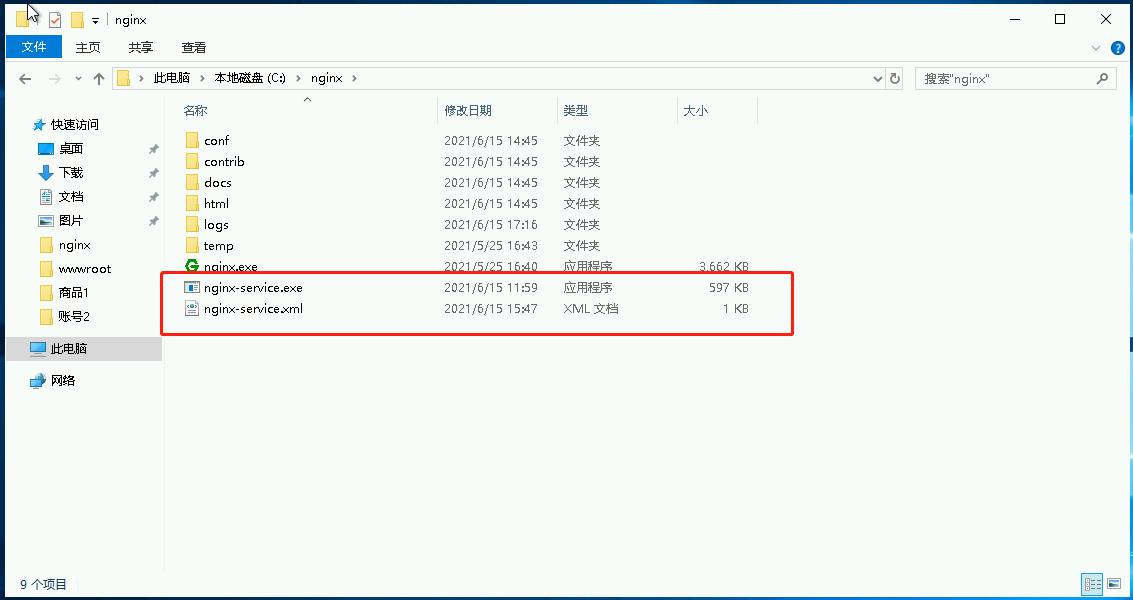 nginx
文件 主页 共享 查看
此电脑 本地磁盘 (C:) nginx 搜索"nginx"
名称 修改日期 类型 大小
快速访问
桌面
下载
文档
图片
nginx
wwwroot
商品1
账号2
此电脑
网络
conf 2021/6/15 14:45 文件夹
contrib 2021/6/15 14:45 文件夹
docs 2021/6/15 14:45 文件夹
html 2021/6/15 14:45 文件夹
logs 2021/6/15 17:16 文件夹
temp 2021/5/25 16:43 文件夹
nginx.exe 2021/5/25 16:40 应用程序 3,662 KB
nginx-service.exe 2021/6/15 11:59 应用程序 597 KB
nginx-service.xml 2021/6/15 15:47 XML 文档 1 KB
9 个项目